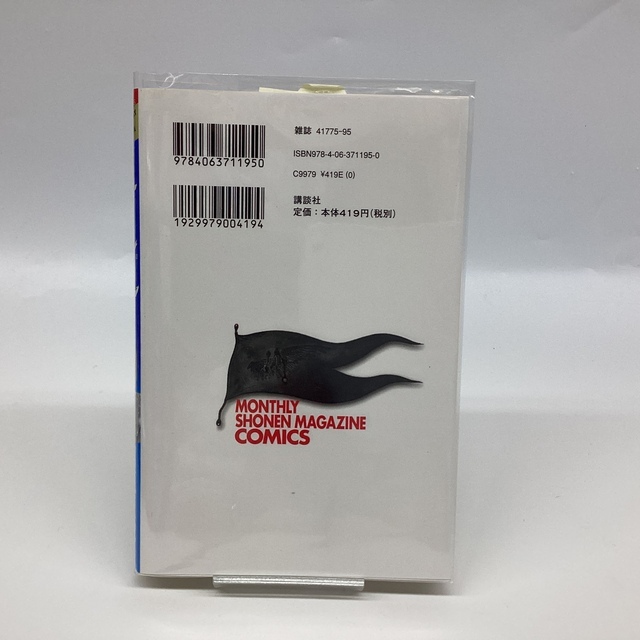 雑誌 41775-95
9784063711950
ISBN978-4-06-371195-0
C9979 ¥419E(0)
1929979004194
講談社
定価:本体419円(税別)
MONTHLY
SHONEN MAGAZINE
COMICS